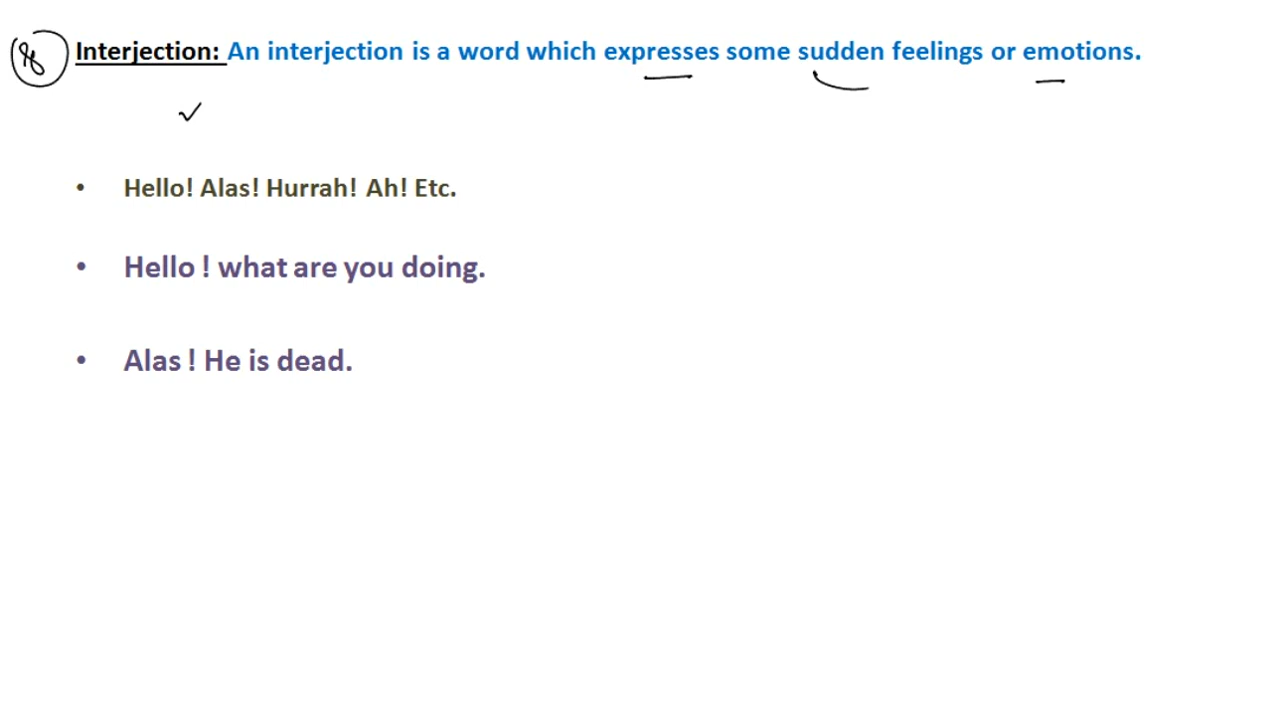 8 Interjection: An interjection is a word which expresses some sudden feelings or emotions.
• Hello! Alas! Hurrah! Ah! Etc.
• Hello ! what are you doing.
• Alas ! He is dead.